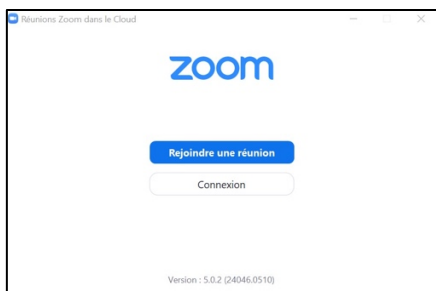 Réunions Zoom dans le Cloud
zoom
Rejoindre une réunion
Connexion
Version : 5.0.2 (24046.0510)